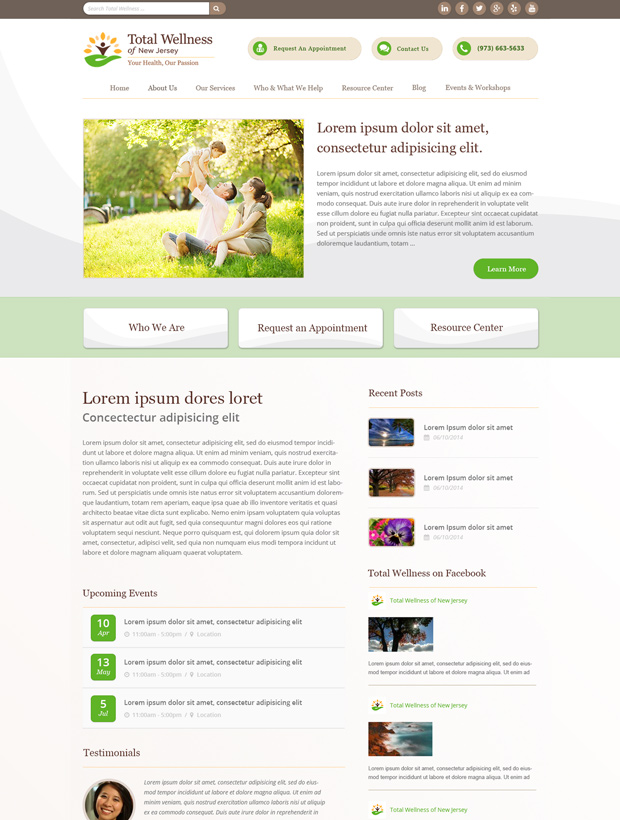 Search Total Wellness ...
Total Wellness
of New Jersey
Your Health, Our Passion
Request An Appointment
Contact Us
(973) 663-5633
Home
About Us
Our Services
Who & What We Help
Resource Center
Blog
Events & Workshops
Lorem ipsum dolor sit amet,
consectetur adipisicing elit.
Lorem ipsum dolor sit amet, consectetur adipisicing elit, sed do eiusmod
tempor incididunt ut labore et dolore magna aliqua. Ut enim ad minim
veniam, quis nostrud exercitation ullamco laboris nisi ut aliquip ex ea com-
modo consequat. Duis aute irure dolor in reprehenderit in voluptate velit
esse cillum dolore eu fugiat nulla pariatur. Excepteur sint occaecat cupidatat
non proident, sunt in culpa qui officia deserunt mollit anim id est laborum.
Sed ut perspiciatis unde omnis iste natus error sit voluptatem accusantium
doloremque laudantium, totam ...
Learn More
Who We Are
Request an Appointment
Resource Center
Lorem ipsum dores loret
Concectectur adipisicing elit
Lorem ipsum dolor sit amet, consectetur adipisicing elit, sed do eiusmod tempor incidi-
dunt ut labore et dolore magna aliqua. Ut enim ad minim veniam, quis nostrud exercita-
tion ullamco laboris nisi ut aliquip ex ea commodo consequat. Duis aute irure dolor in
reprehenderit in voluptate velit esse cillum dolore eu fugiat nulla pariatur. Excepteur sint
occaecat cupidatat non proident, sunt in culpa qui officia deserunt mollit anim id est labo-
rum. Sed ut perspiciatis unde omnis iste natus error sit voluptatem accusantium dolorem-
que laudantium, totam rem aperiam, eaque ipsa quae ab illo inventore veritatis et quasi
architecto beatae vitae dicta sunt explicabo. Nemo enim ipsam voluptatem quia voluptas
sit aspernatur aut odit aut fugit, sed quia consequuntur magni dolores eos qui ratione
voluptatem sequi nesciunt. Neque porro quisquam est, qui dolorem ipsum quia dolor sit
amet, consectetur, adipisci velit, sed quia non numquam eius modi tempora incidunt ut
labore et dolore magnam aliquam quaerat voluptatem.
Upcoming Events
10
Apr
Lorem ipsum dolor sit amet, consectetur adipisicing elit
11:00am - 5:00pm / Location
13
May
Lorem ipsum dolor sit amet, consectetur adipisicing elit
11:00am - 5:00pm / Location
5
Jul
Lorem ipsum dolor sit amet, consectetur adipisicing elit
11:00am - 5:00pm / Location
Testimonials
Lorem ipsum dolor sit amet, consectetur adipisicing elit, sed do eius-
mod tempor incididunt ut labore et dolore magna aliqua. Ut enim ad
minim veniam, quis nostrud exercitation ullamco laboris nisi ut aliquip
ex ea commodo consequat. Duis aute irure dolor in reprehenderit in
Recent Posts
Lorem Ipsum dolor sit amet
06/10/2014
Lorem ipsum dolor sit amet
06/10/2014
Lorem ipsum dolor sit amet
06/10/2014
Total Wellness on Facebook
Total Wellness of New Jersey
Lorem ipsum dolor sit amet, consectetur adipisicing elit, sed do eius-
mod tempor incididunt ut labore et dolore magna aliqua. Ut enim ad
Total Wellness of New Jersey
Lorem ipsum dolor sit amet, consectetur adipisicing elit, sed do eius-
mod tempor incididunt ut labore et dolore magna aliqua. Ut enim ad
Total Wellness of New Jersey